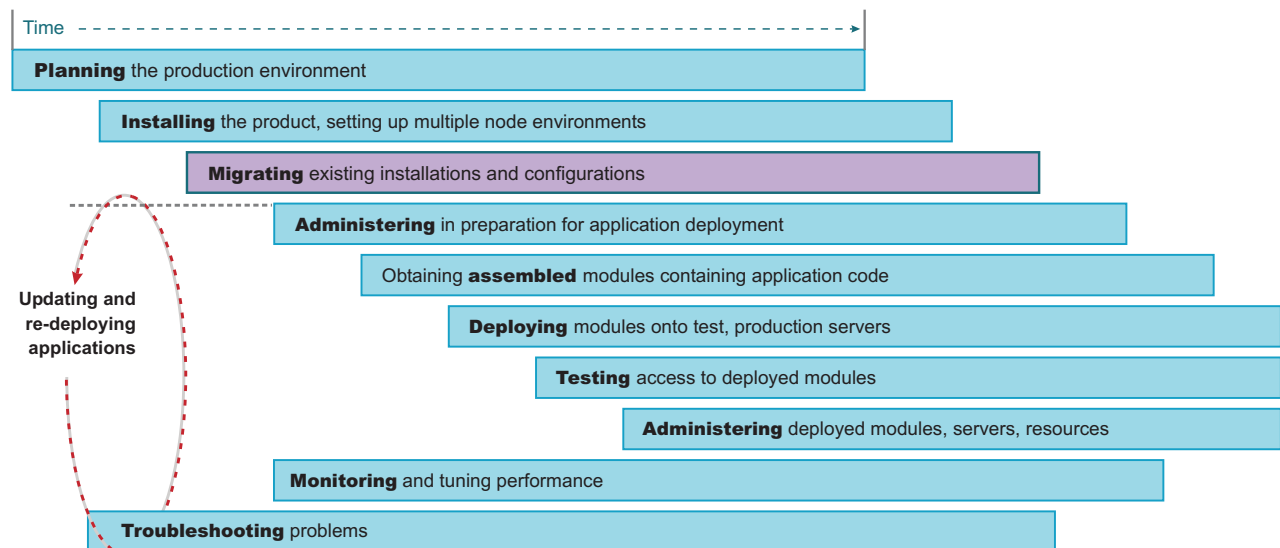 Time
Planning the production environment
Installing the product, setting up multiple node environments
Migrating existing installations and configurations
Administering in preparation for application deployment
Obtaining assembled modules containing application code
Updating and
re-deploying
applications
Deploying modules onto test, production servers
Testing access to deployed modules
Administering deployed modules, servers, resources
Monitoring and tuning performance
Troubleshooting problems